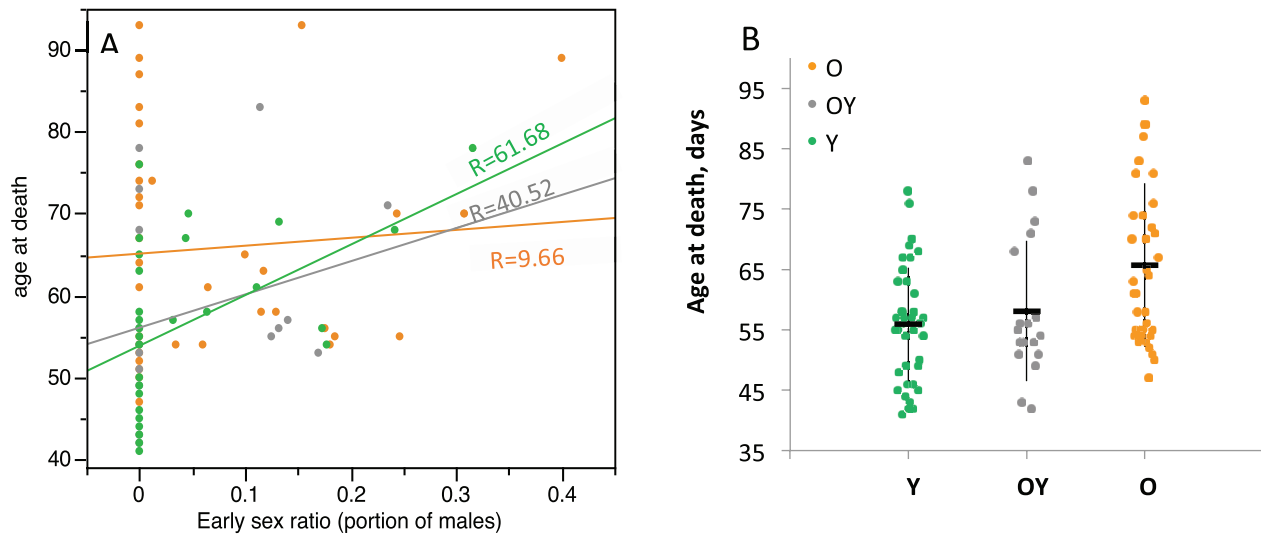 A
90
80
70
60
50
40
age at death
R=61.68
R=40.52
R=9.66
0 0.1 0.2 0.3 0.4
Early sex ratio (portion of males)
B
O
OY
Y
95
85
75
65
55
45
35
Age at death, days
Y OY O